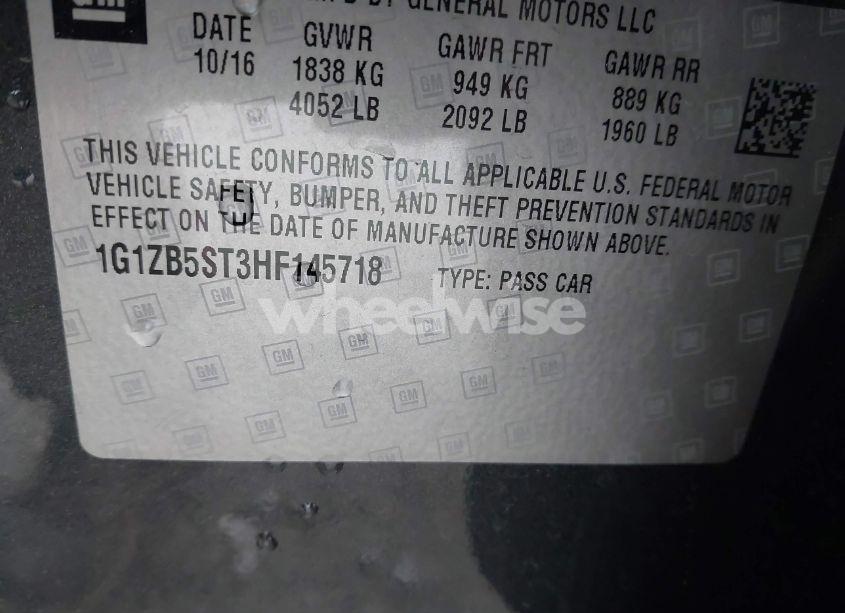 GM
GENERAL MOTORS LLC
DATE GVWR GAWR FRT GAWR RR
10/16 1838 KG 949 KG 889 KG
4052 LB 2092 LB 1960 LB
THIS VEHICLE CONFORMS TO ALL APPLICABLE U.S. FEDERAL MOTOR
VEHICLE SAFETY, BUMPER, AND THEFT PREVENTION STANDARDS IN
EFFECT ON THE DATE OF MANUFACTURE SHOWN ABOVE.
1G1ZB5ST3HF145718 TYPE: PASS CAR
wheelwise